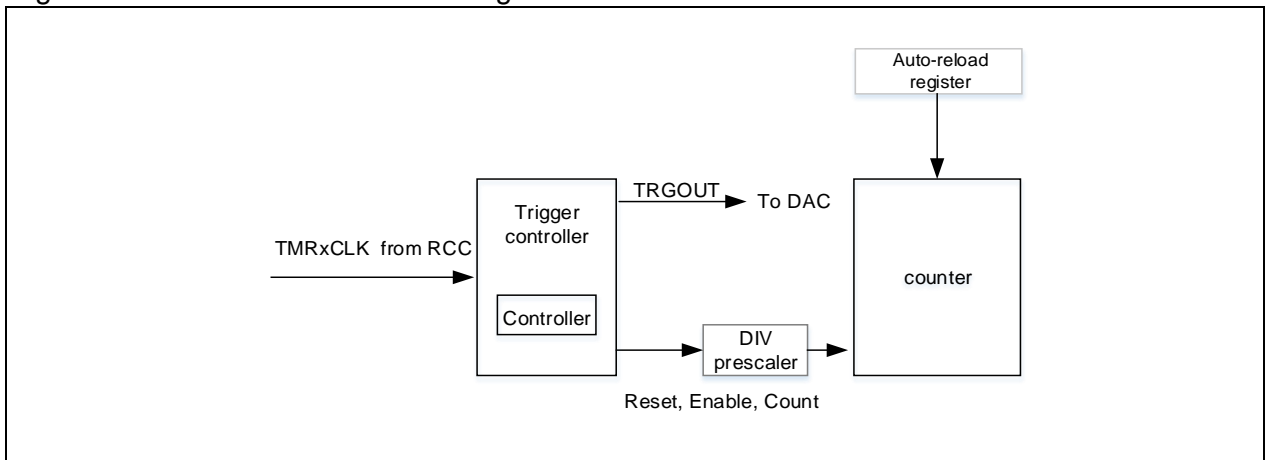 Auto-reload
register
TRGOUT
To DAC
Trigger
controller
TMRxCLK from RCC
counter
Controller
DIV
prescaler
Reset, Enable, Count